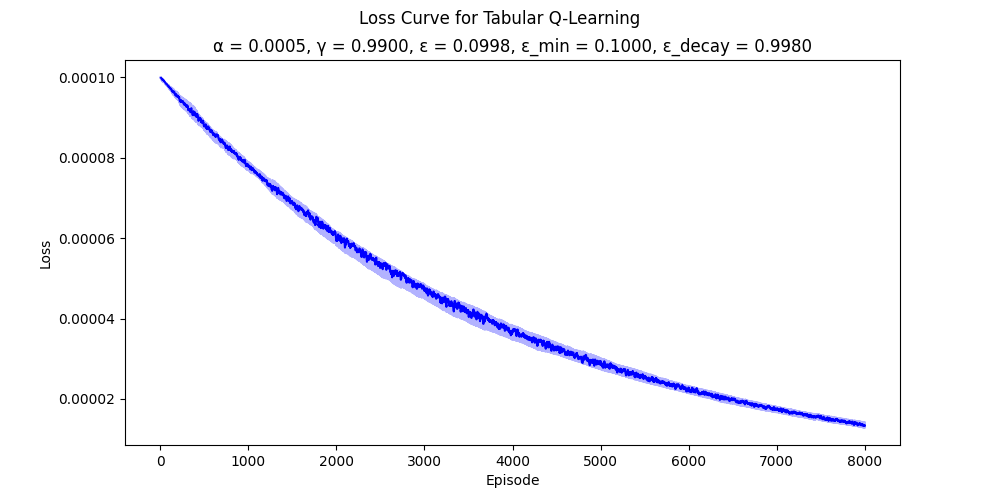 Loss Curve for Tabular Q-Learning
α = 0.0005, γ = 0.9900, ε = 0.0998, ε_min = 0.1000, ε_decay = 0.9980
0.00010
0.00008
0.00006
0.00004
0.00002
Loss
0 1000 2000 3000 4000 5000 6000 7000 8000
Episode